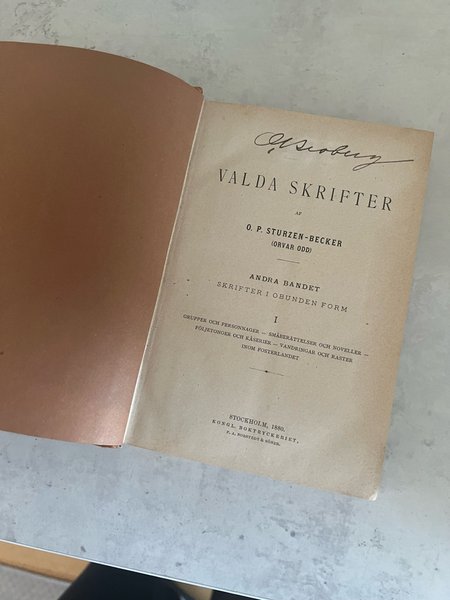 VALDA SKRIFTER
AF
O. P. STURZEN-BECKER
(ORVAR ODD)
ANDRA BANDET
SKRIFTER I OBUNDEN FORM
I
GRUPPER OCH PERSONNAGER — SMÅBERÄTTELSER OCH NOVELLER —
FÖLJETONGER OCH KÅSERIER — VANDRINGAR OCH RASTER
INOM FOSTERLANDET
STOCKHOLM, 1880.
KONGL. BOKTRYCKERIET,
P. A. NORSTEDT & SÖNER.